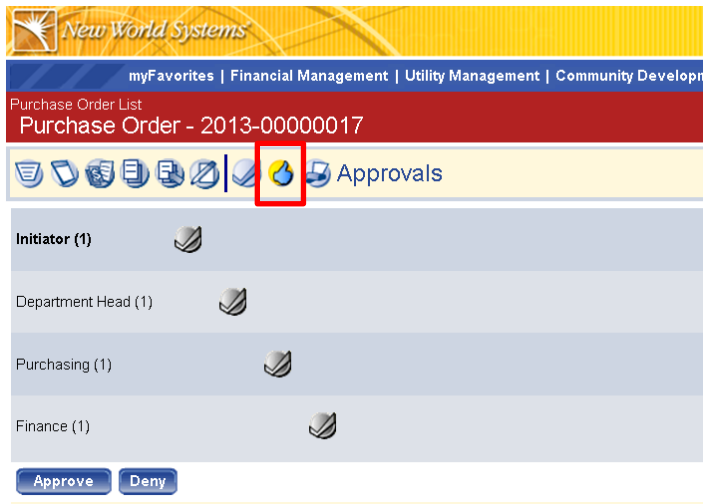 New World Systems
myFavorites | Financial Management | Utility Management | Community Developm
Purchase Order List
Purchase Order - 2013-00000017
Approvals
Initiator (1)
Department Head (1)
Purchasing (1)
Finance (1)
Approve Deny